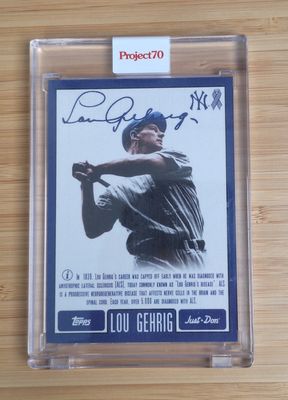 Project70
Lou Gehrig
NY
IN 1939, LOU GEHRIG'S CAREER WAS CAPPED OFF EARLY WHEN HE WAS DIAGNOSED WITH
AMYOTROPHIC LATERAL SCLEROSIS (ALS), TODAY COMMONLY KNOWN AS "LOU GEHRIG'S DISEASE". ALS
IS A PROGRESSIVE NEURODEGENERATIVE DISEASE THAT AFFECTS NERVE CELLS IN THE BRAIN AND THE
SPINAL CORD. EACH YEAR, OVER 5,000 ARE DIAGNOSED WITH ALS.
TOPPS LOU GEHRIG Just Don